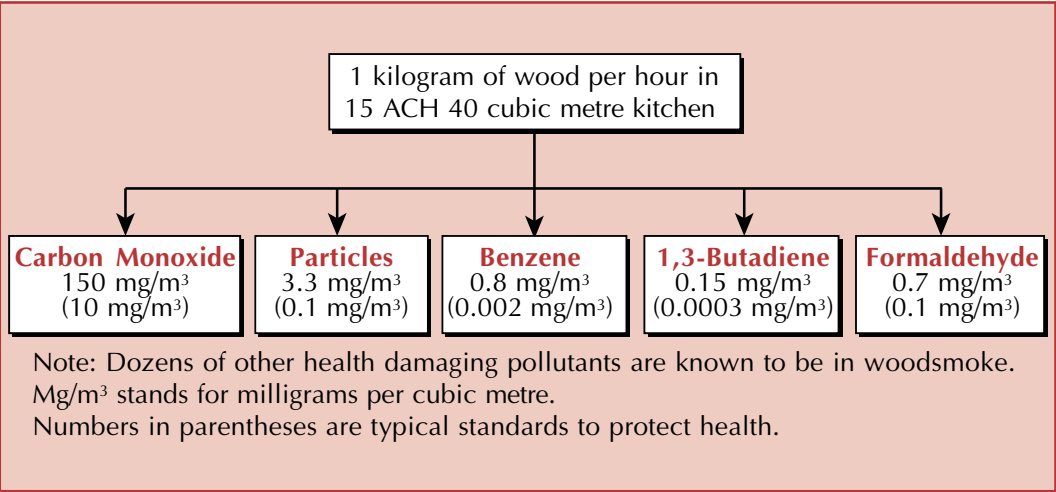 1 kilogram of wood per hour in
15 ACH 40 cubic metre kitchen
Carbon Monoxide
150 mg/m³
(10 mg/m³)
Particles
3.3 mg/m³
(0.1 mg/m³)
Benzene
0.8 mg/m³
(0.002 mg/m³)
1,3-Butadiene
0.15 mg/m³
(0.0003 mg/m³)
Formaldehyde
0.7 mg/m³
(0.1 mg/m³)
Note: Dozens of other health damaging pollutants are known to be in woodsmoke.
Mg/m³ stands for milligrams per cubic metre.
Numbers in parentheses are typical standards to protect health.